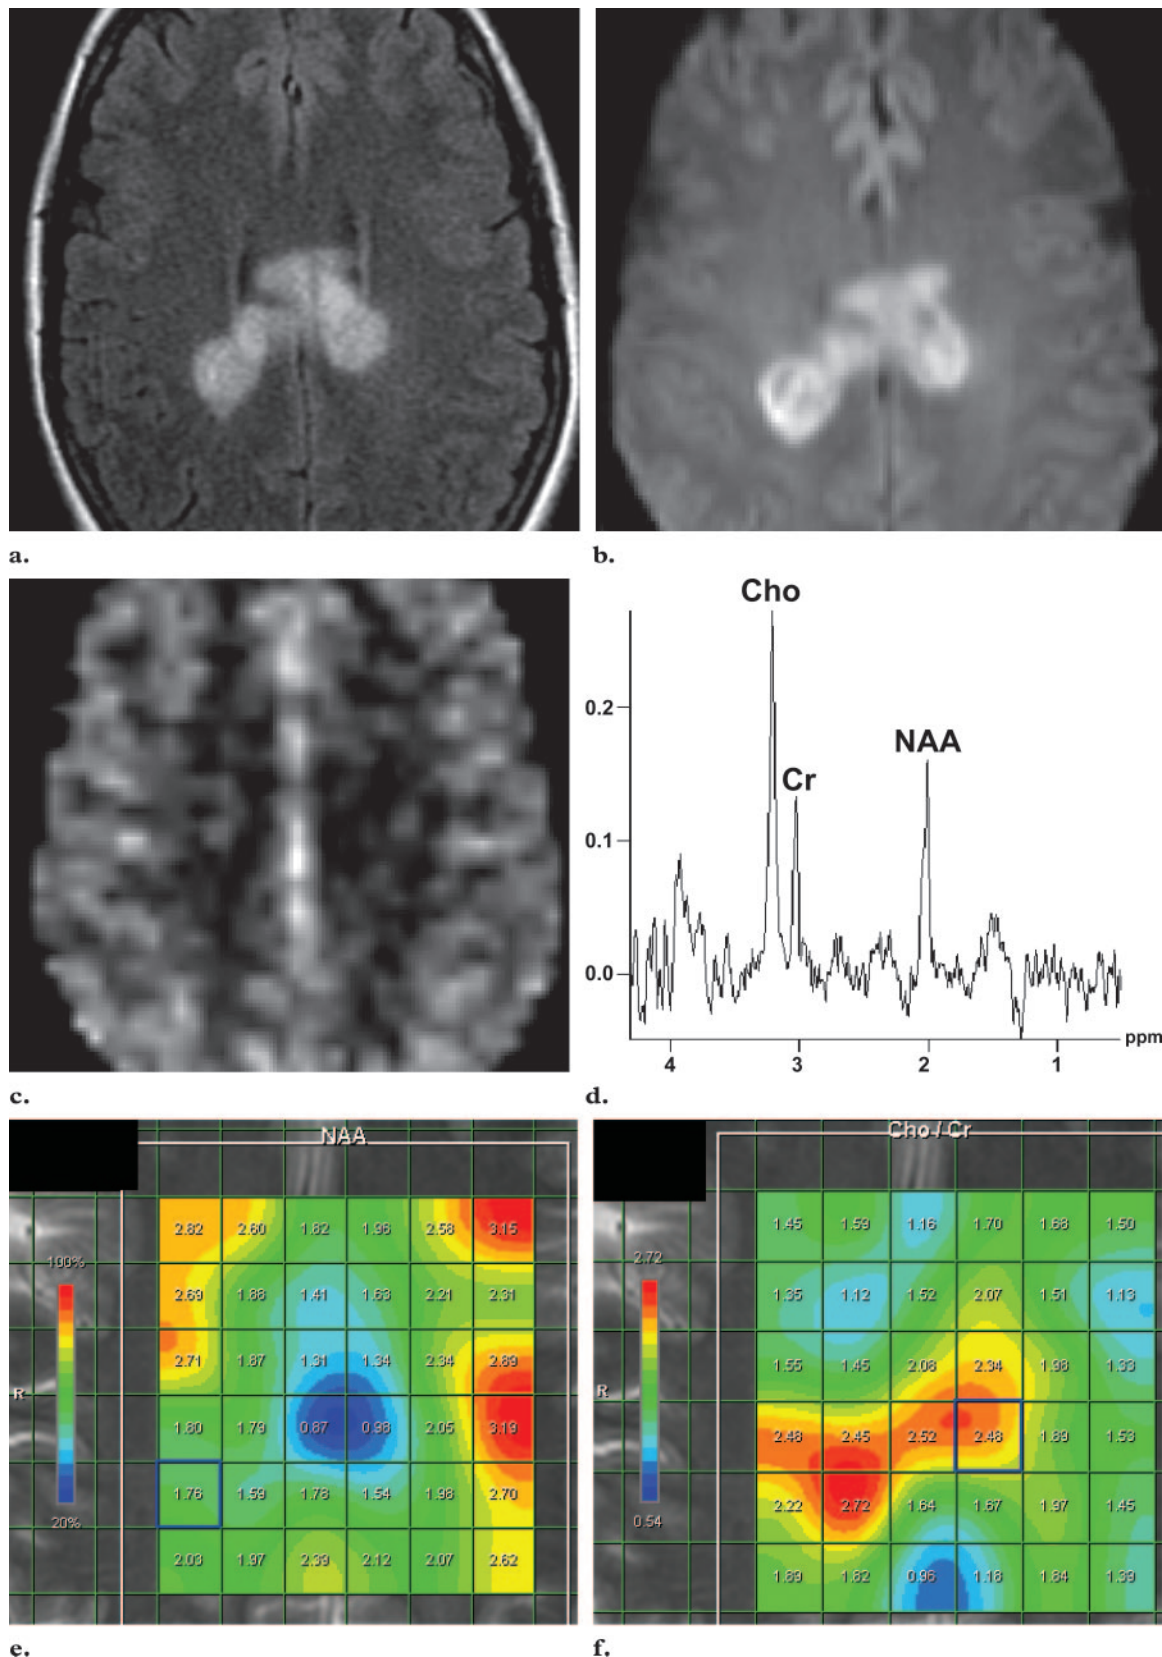 a. b.
Cho
NAA
Cr
0.2
0.1
0.0
ppm
4 3 2 1
c. d.
NAA
2.82 2.60 1.82 1.96 2.58 3.15
100%
2.69 1.88 1.41 1.63 2.21 2.31
2.71 1.87 1.31 1.34 2.34 2.89
R
1.80 1.79 0.87 0.98 2.05 3.19
1.76 1.59 1.78 1.54 1.98 2.70
20%
2.03 1.97 2.39 2.12 2.07 2.62
Cho / Cr
1.45 1.59 1.16 1.70 1.68 1.50
2.72
1.35 1.12 1.52 2.07 1.51 1.13
1.55 1.45 2.08 2.34 1.98 1.33
R
2.48 2.45 2.52 2.48 1.89 1.53
2.22 2.72 1.64 1.67 1.97 1.45
0.54
1.89 1.82 0.96 1.18 1.84 1.39
e. f.